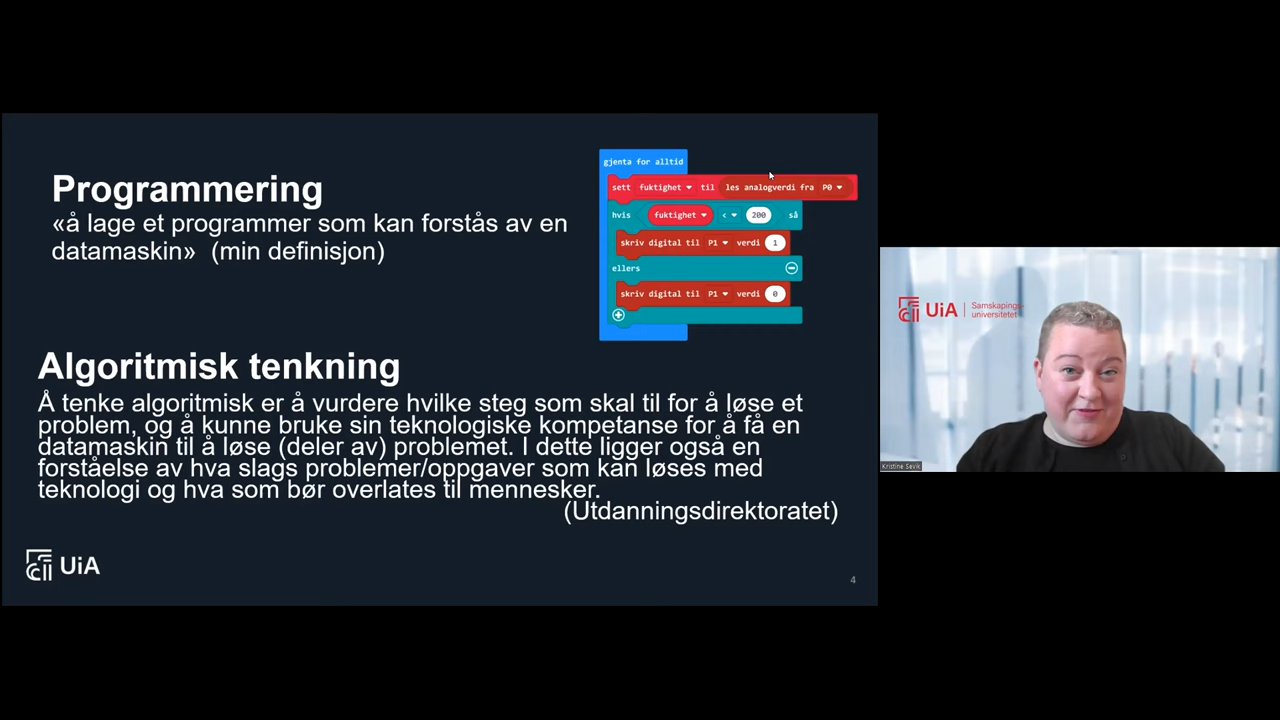 Programmering
«å lage et programmer som kan forstås av en
datamaskin» (min definisjon)
gjenta for alltid
sett fuktighet til les analogverdi fra P0
hvis fuktighet < 200 så
skriv digital til P1 verdi 1
ellers
skriv digital til P1 verdi 0
Algoritmisk tenkning
Å tenke algoritmisk er å vurdere hvilke steg som skal til for å løse et
problem, og å kunne bruke sin teknologiske kompetanse for å få en
datamaskin til å løse (deler av) problemet. I dette ligger også en
forståelse av hva slags problemer/oppgaver som kan løses med
teknologi og hva som bør overlates til mennesker.
(Utdanningsdirektoratet)
UiA
4
UiA Samskapings-
universitetet
Kristine Sevik